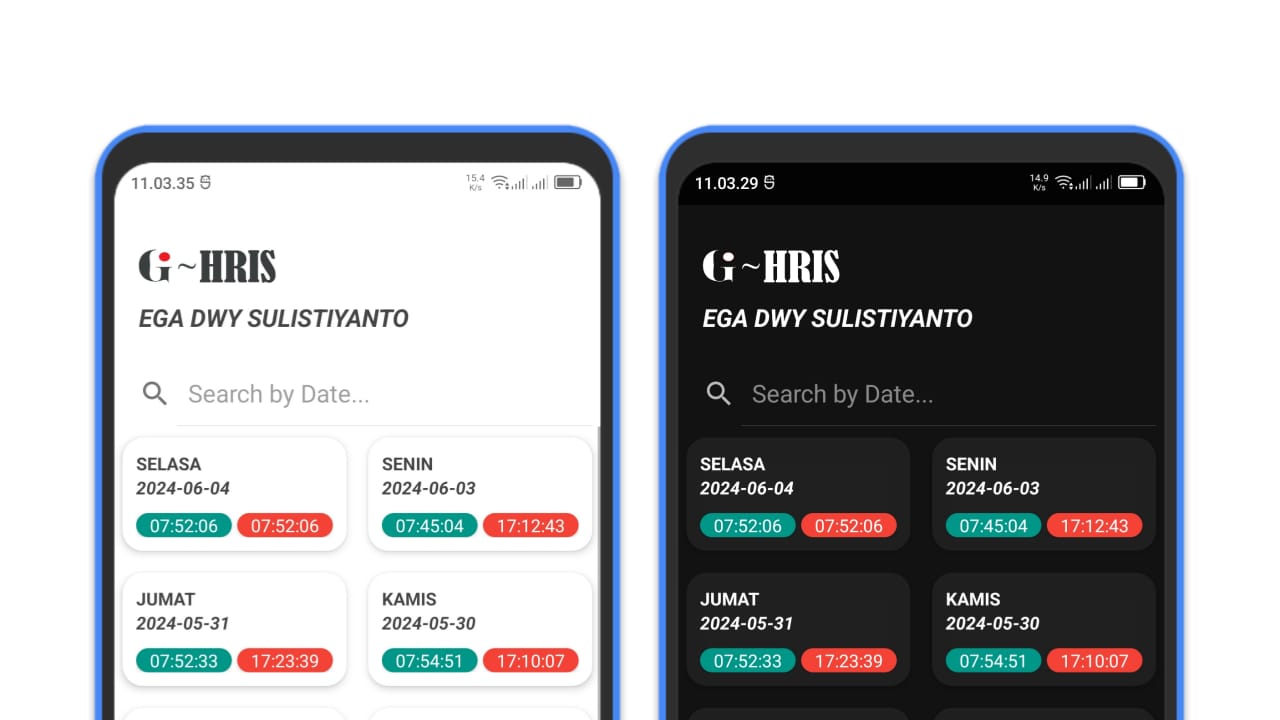 11.03.35
15.4
K/s
G~HRIS
EGA DWY SULISTIYANTO
Search by Date...
SELASA
2024-06-04
07:52:06 07:52:06
SENIN
2024-06-03
07:45:04 17:12:43
JUMAT
2024-05-31
07:52:33 17:23:39
KAMIS
2024-05-30
07:54:51 17:10:07
11.03.29
14.9
K/s
G~HRIS
EGA DWY SULISTIYANTO
Search by Date...
SELASA
2024-06-04
07:52:06 07:52:06
SENIN
2024-06-03
07:45:04 17:12:43
JUMAT
2024-05-31
07:52:33 17:23:39
KAMIS
2024-05-30
07:54:51 17:10:07